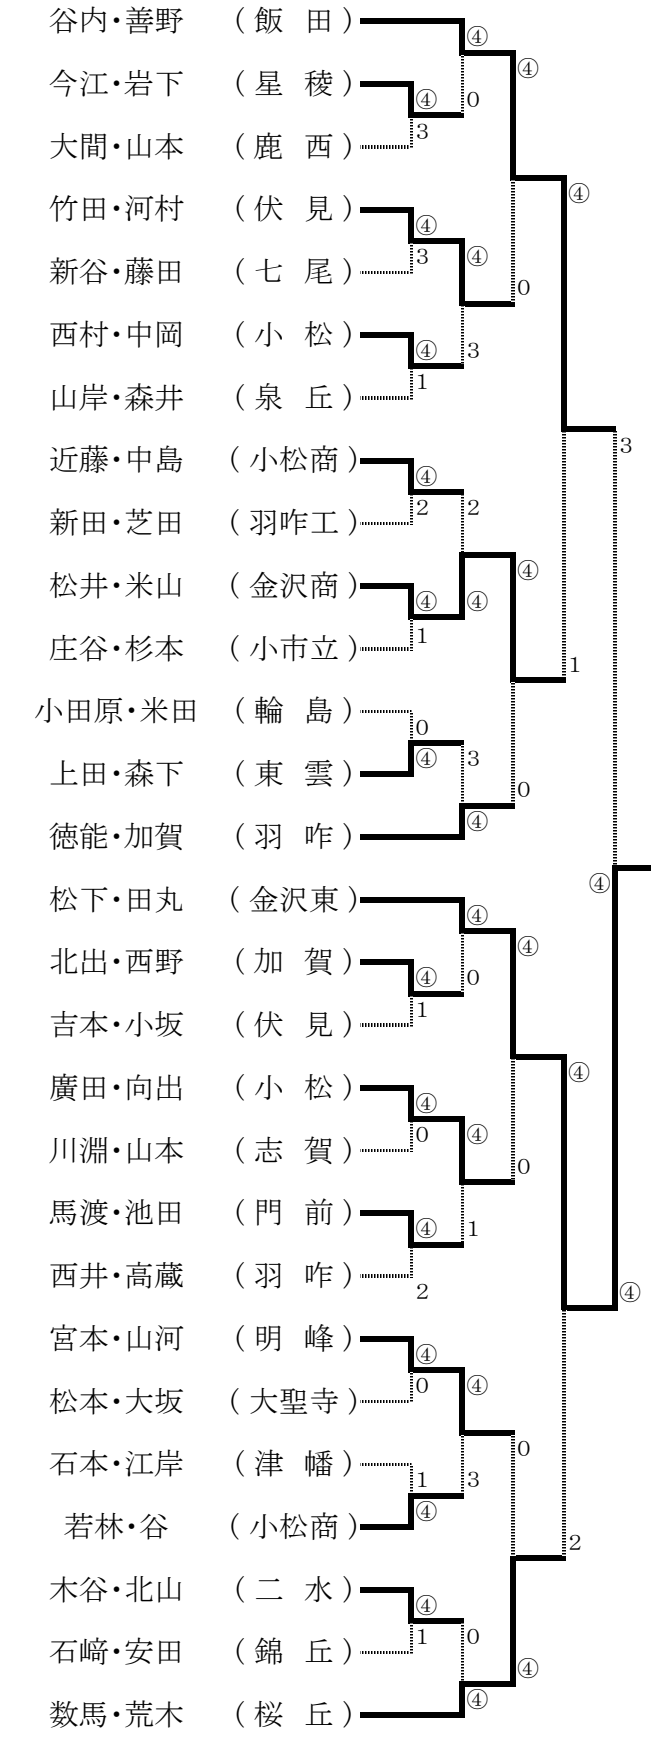 谷内・善野 （飯 田）
④
④
今江・岩下 （星 稜）
④ 0
3
大間・山本 （鹿 西）
④
竹田・河村 （伏 見）
④
3 ④
新谷・藤田 （七 尾）
0
西村・中岡 （小 松）
④ 3
1
山岸・森井 （泉 丘）
3
近藤・中島 （小松商）
④
2 2
新田・芝田 （羽咋工）
④
松井・米山 （金沢商）
④ ④
1
庄谷・杉本 （小市立）
1
小田原・米田 （輪 島）
0
④ 3
上田・森下 （東 雲）
0
④
徳能・加賀 （羽 咋）
④
松下・田丸 （金沢東）
④
④
北出・西野 （加 賀）
④ 0
1
吉本・小坂 （伏 見）
④
廣田・向出 （小 松）
④
0 ④
川淵・山本 （志 賀）
0
馬渡・池田 （門 前）
④ 1
西井・高蔵 （羽 咋）
2
④
宮本・山河 （明 峰）
④
0 ④
松本・大坂 （大聖寺）
0
石本・江岸 （津 幡）
1 3
④
若林・谷 （小松商）
2
木谷・北山 （二 水）
④
1 0
石﨑・安田 （錦 丘）
④
④
数馬・荒木 （桜 丘）